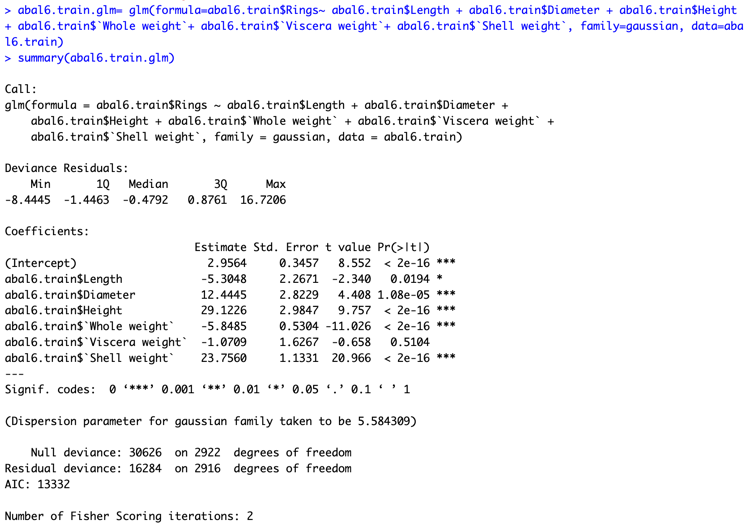 > abal6.train.glm= glm(formula=abal6.train$Rings~ abal6.train$Length + abal6.train$Diameter + abal6.train$Height
+ abal6.train$`Whole weight`+ abal6.train$`Viscera weight`+ abal6.train$`Shell weight`, family=gaussian, data=aba
l6.train)
> summary(abal6.train.glm)

Call:
glm(formula = abal6.train$Rings ~ abal6.train$Length + abal6.train$Diameter +
    abal6.train$Height + abal6.train$`Whole weight` + abal6.train$`Viscera weight` +
    abal6.train$`Shell weight`, family = gaussian, data = abal6.train)

Deviance Residuals:
    Min       1Q   Median       3Q      Max
-8.4445  -1.4463  -0.4792   0.8761  16.7206

Coefficients:
                             Estimate Std. Error t value Pr(>|t|)
(Intercept)                    2.9564     0.3457   8.552  < 2e-16 ***
abal6.train$Length            -5.3048     2.2671  -2.340   0.0194 *
abal6.train$Diameter          12.4445     2.8229   4.408 1.08e-05 ***
abal6.train$Height            29.1226     2.9847   9.757  < 2e-16 ***
abal6.train$`Whole weight`    -5.8485     0.5304 -11.026  < 2e-16 ***
abal6.train$`Viscera weight`  -1.0709     1.6267  -0.658   0.5104
abal6.train$`Shell weight`    23.7560     1.1331  20.966  < 2e-16 ***
---
Signif. codes:  0 ‘***’ 0.001 ‘**’ 0.01 ‘*’ 0.05 ‘.’ 0.1 ‘ ’ 1

(Dispersion parameter for gaussian family taken to be 5.584309)

    Null deviance: 30626  on 2922  degrees of freedom
Residual deviance: 16284  on 2916  degrees of freedom
AIC: 13332

Number of Fisher Scoring iterations: 2